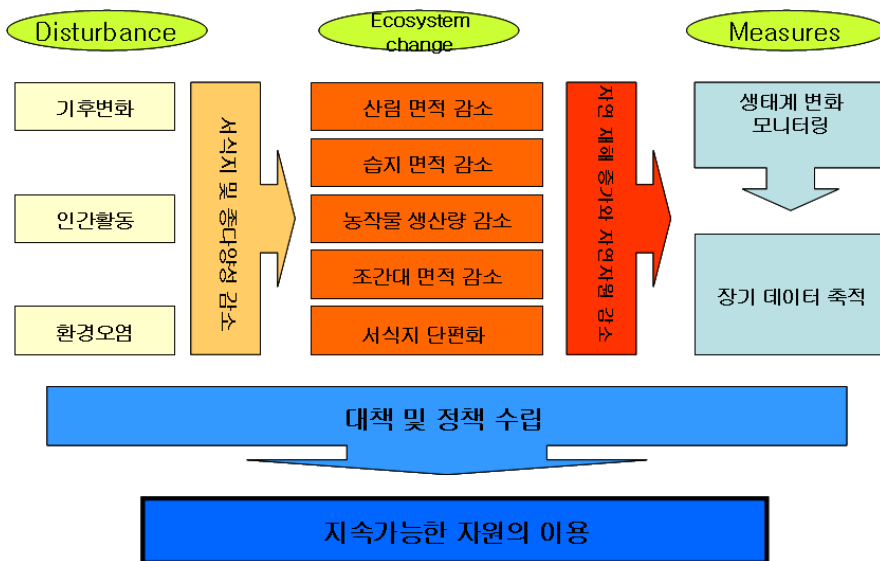 Disturbance
Ecosystem
change
Measures
기후변화
인간활동
환경오염
서식지 및 종다양성 감소
산림 면적 감소
습지 면적 감소
농작물 생산량 감소
조간대 면적 감소
서식지 단편화
자연 재해 증가와 자연자원 감소
생태계 변화
모니터링
장기 데이터 축적
대책 및 정책 수립
지속가능한 자원의 이용